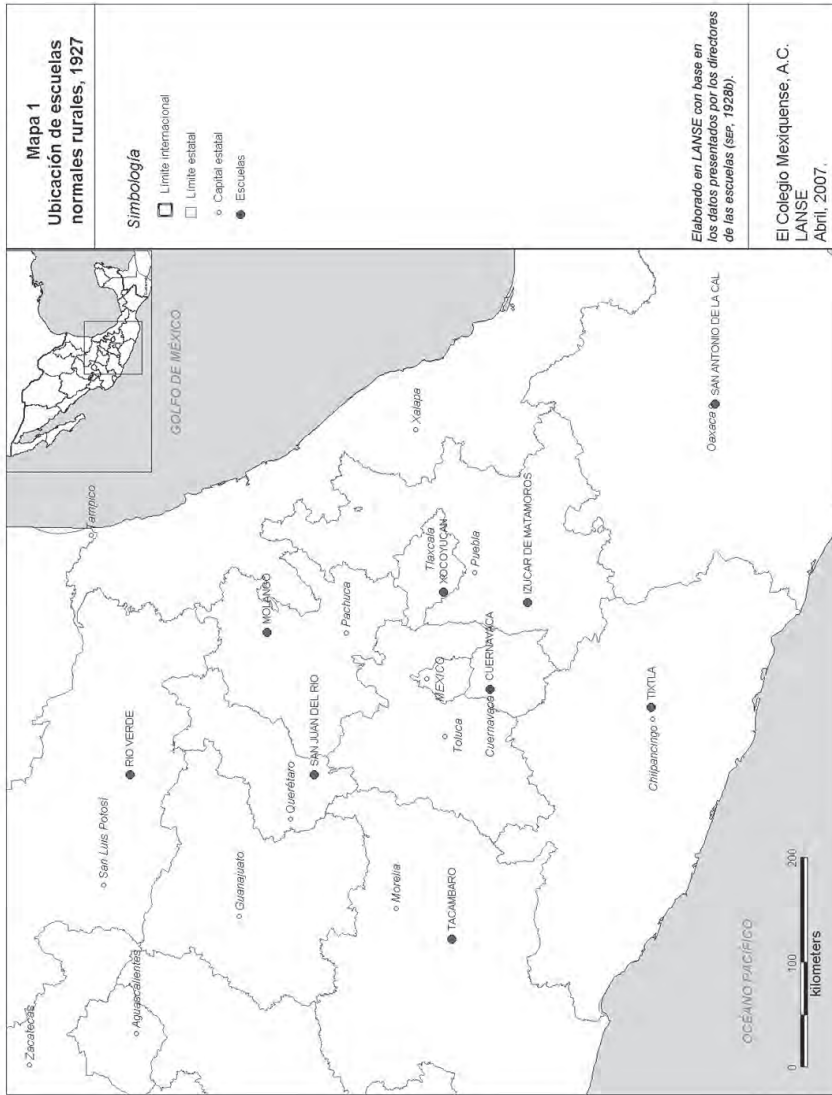 Mapa 1
Ubicación de escuelas
normales rurales, 1927
Simbología
Límite internacional
Límite estatal
Capital estatal
Escuelas
Elaborado en LANSE con base en
los datos presentados por los directores
de las escuelas (SEP, 1928b).
El Colegio Mexiquense, A.C.
LANSE
Abril, 2007.
GOLFO DE MÉXICO
Zacatecas
Tampico
San Luis Potosí
Aguascalientes
RIO VERDE
Guanajuato
MOLANGO
Querétaro
SAN JUAN DEL RIO
Pachuca
Xalapa
Morelia
TACAMBARO
Toluca
MÉXICO
Tlaxcala
XOCOYUCAN
Puebla
Cuernavaca
CUERNAVACA
IZUCAR DE MATAMOROS
Chilpancingo
TIXTLA
Oaxaca
SAN ANTONIO DE LA CAL
OCÉANO PACÍFICO
0 100 200
kilometers